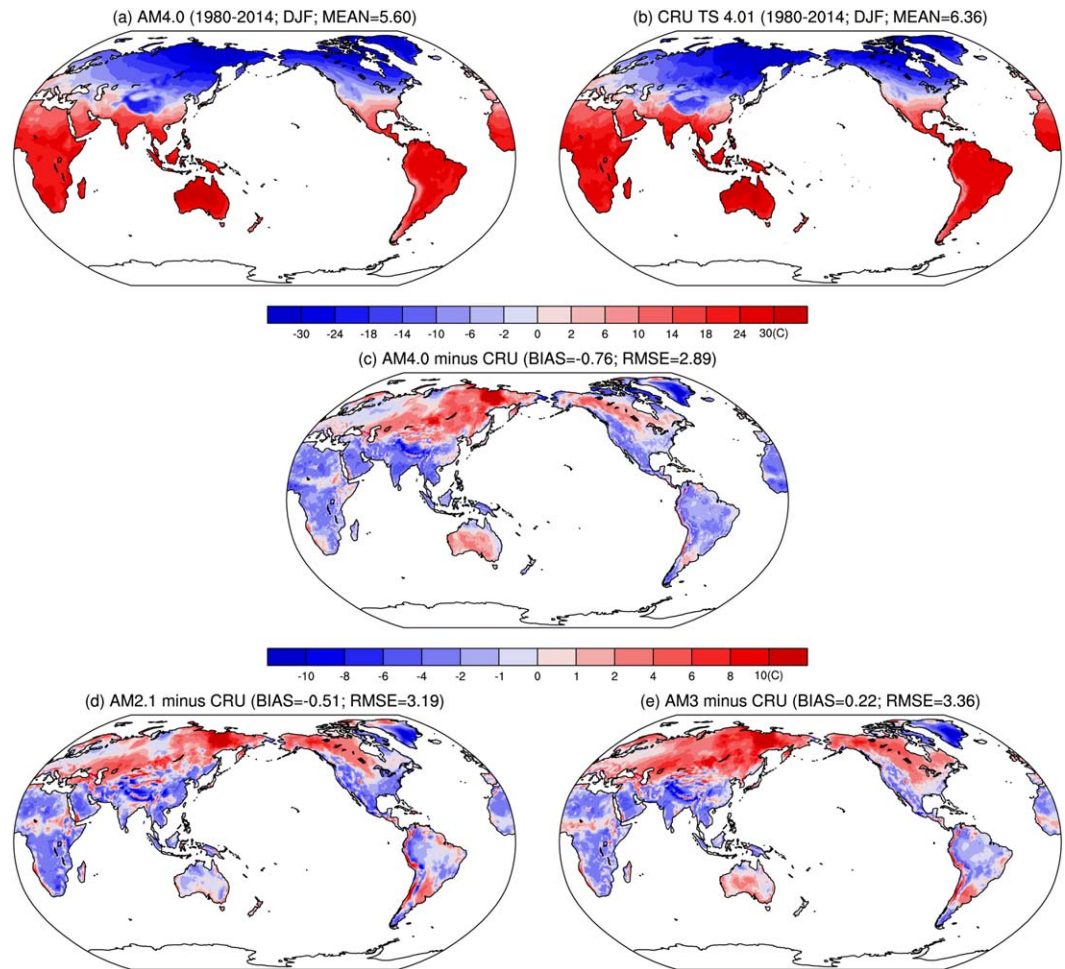 (a) AM4.0 (1980-2014; DJF; MEAN=5.60)
(b) CRU TS 4.01 (1980-2014; DJF; MEAN=6.36)
-30 -24 -18 -14 -10 -6 -2 0 2 6 10 14 18 24 30(C)
(c) AM4.0 minus CRU (BIAS=-0.76; RMSE=2.89)
-10 -8 -6 -4 -2 -1 0 1 2 4 6 8 10(C)
(d) AM2.1 minus CRU (BIAS=-0.51; RMSE=3.19)
(e) AM3 minus CRU (BIAS=0.22; RMSE=3.36)